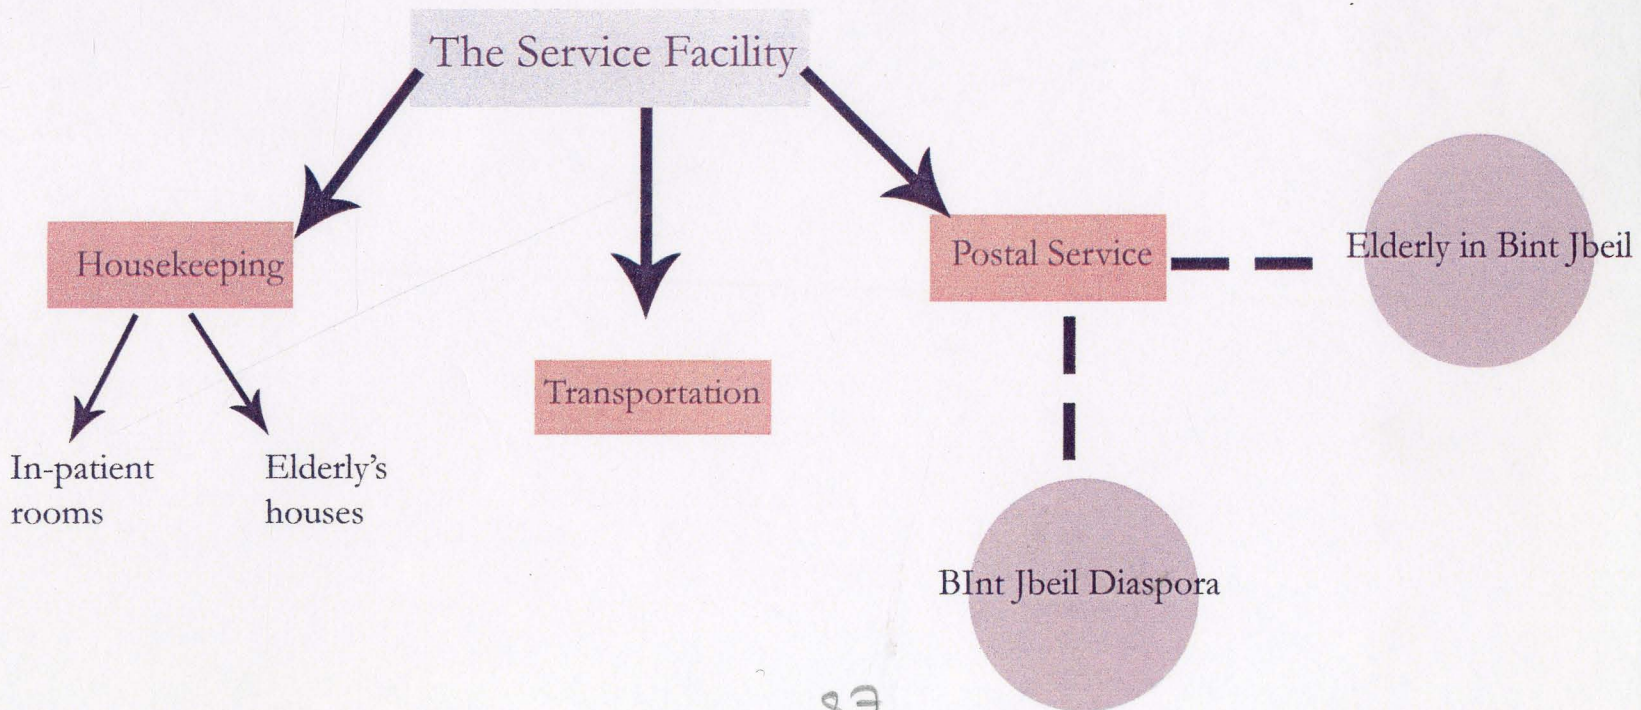 The Service Facility
Housekeeping
Postal Service
Elderly in Bint Jbeil
Transportation
In-patient
rooms
Elderly's
houses
BInt Jbeil Diaspora